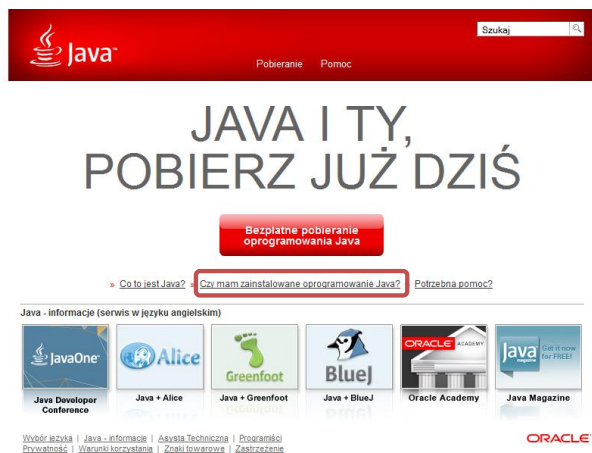 Szukaj
Java™
Pobieranie Pomoc
JAVA I TY,
POBIERZ JUŻ DZIŚ
Bezpłatne pobieranie
oprogramowania Java
» Co to jest Java? » Czy mam zainstalowane oprogramowanie Java? Potrzebna pomoc?
Java - informacje (serwis w języku angielskim)
JavaOne
Alice
Greenfoot
BlueJ
ORACLE ACADEMY
Java magazine Get it now for FREE!
Java Developer
Conference
Java + Alice
Java + Greenfoot
Java + BlueJ
Oracle Academy
Java Magazine
Wybór języka | Java - informacje | Asysta Techniczna | Programiści
Prywatność | Warunki korzystania | Znaki towarowe | Zastrzeżenie
ORACLE